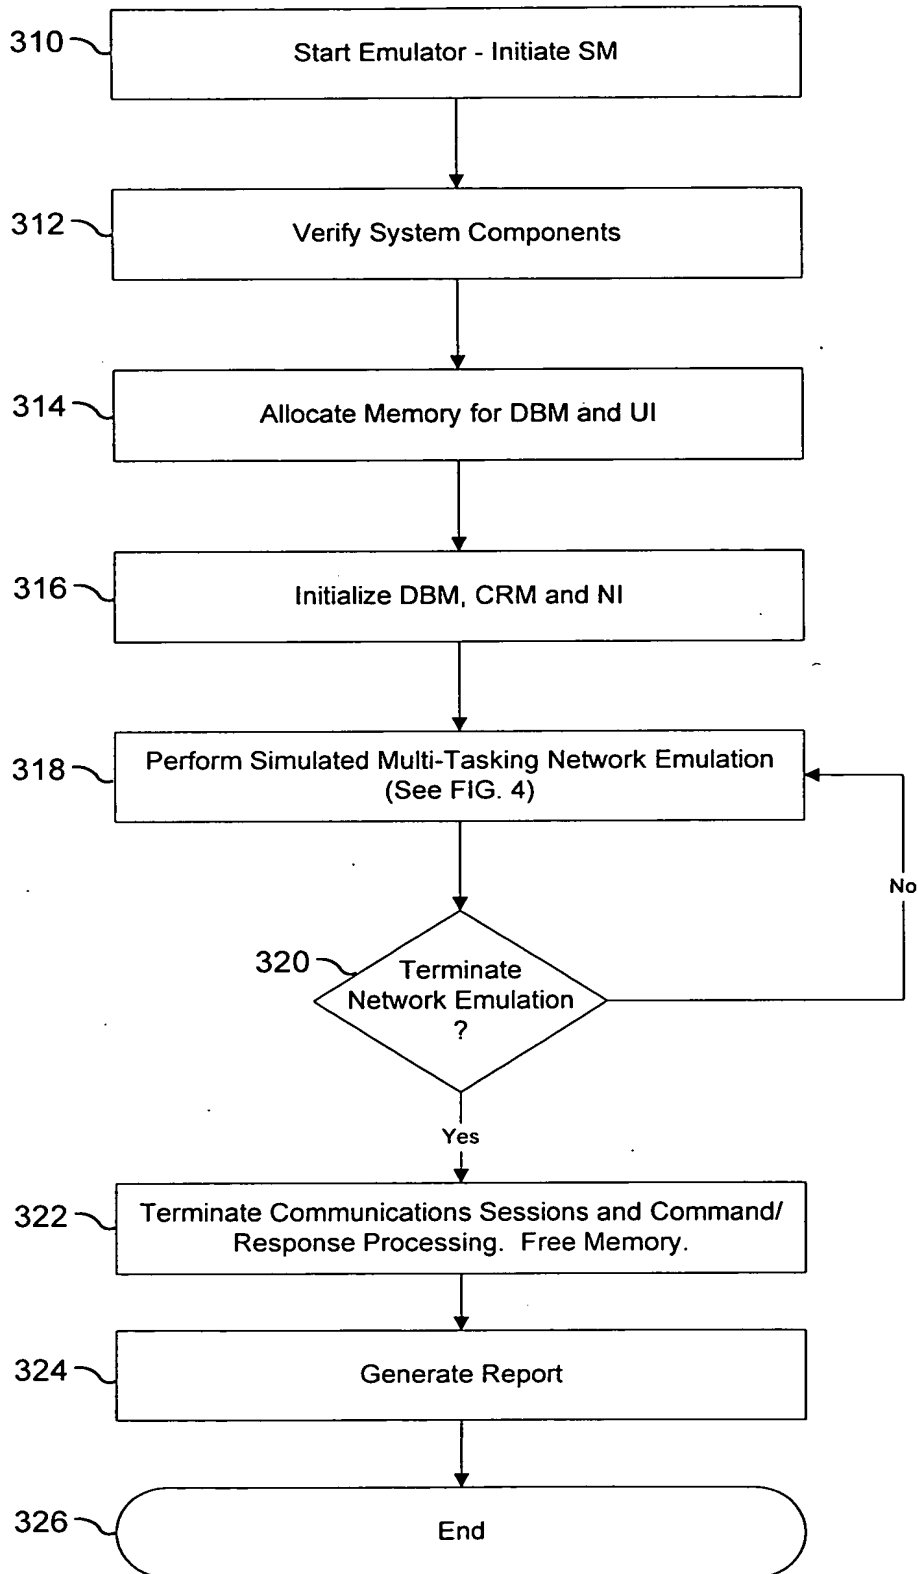 310
Start Emulator - Initiate SM
312
Verify System Components
314
Allocate Memory for DBM and UI
316
Initialize DBM, CRM and NI
318
Perform Simulated Multi-Tasking Network Emulation
(See FIG. 4)
No
320
Terminate
Network Emulation
?
Yes
322
Terminate Communications Sessions and Command/
Response Processing. Free Memory.
324
Generate Report
326
End